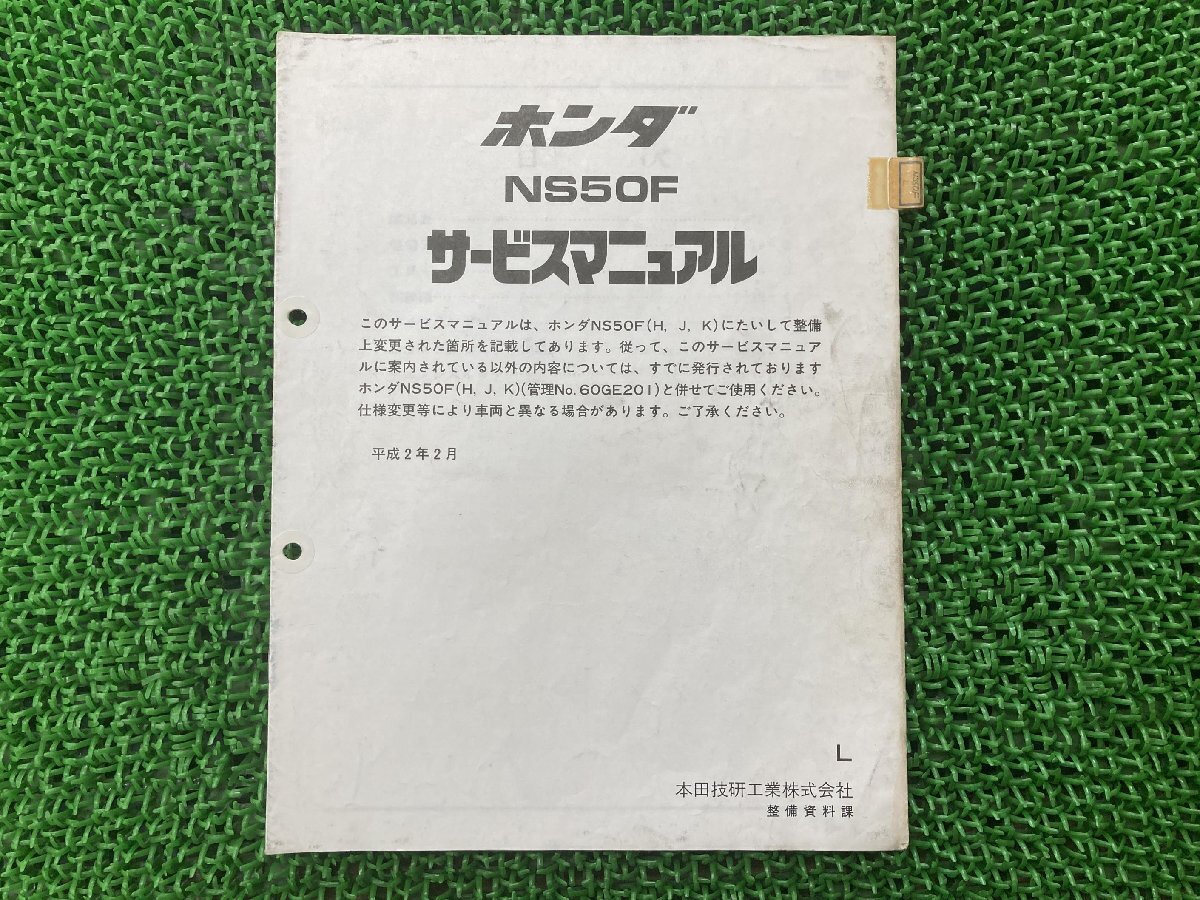 ホンダ
NS50F
サービスマニュアル
このサービスマニュアルは、ホンダNS50F(H, J, K)にたいして整備
上変更された箇所を記載してあります。従って、このサービスマニュア
ルに案内されている以外の内容については、すでに発行されております
ホンダNS50F(H, J, K)(管理No.60GE201)と併せてご使用ください。
仕様変更等により車両と異なる場合があります。ご了承ください。
平成2年2月
L
本田技研工業株式会社
整備資料課